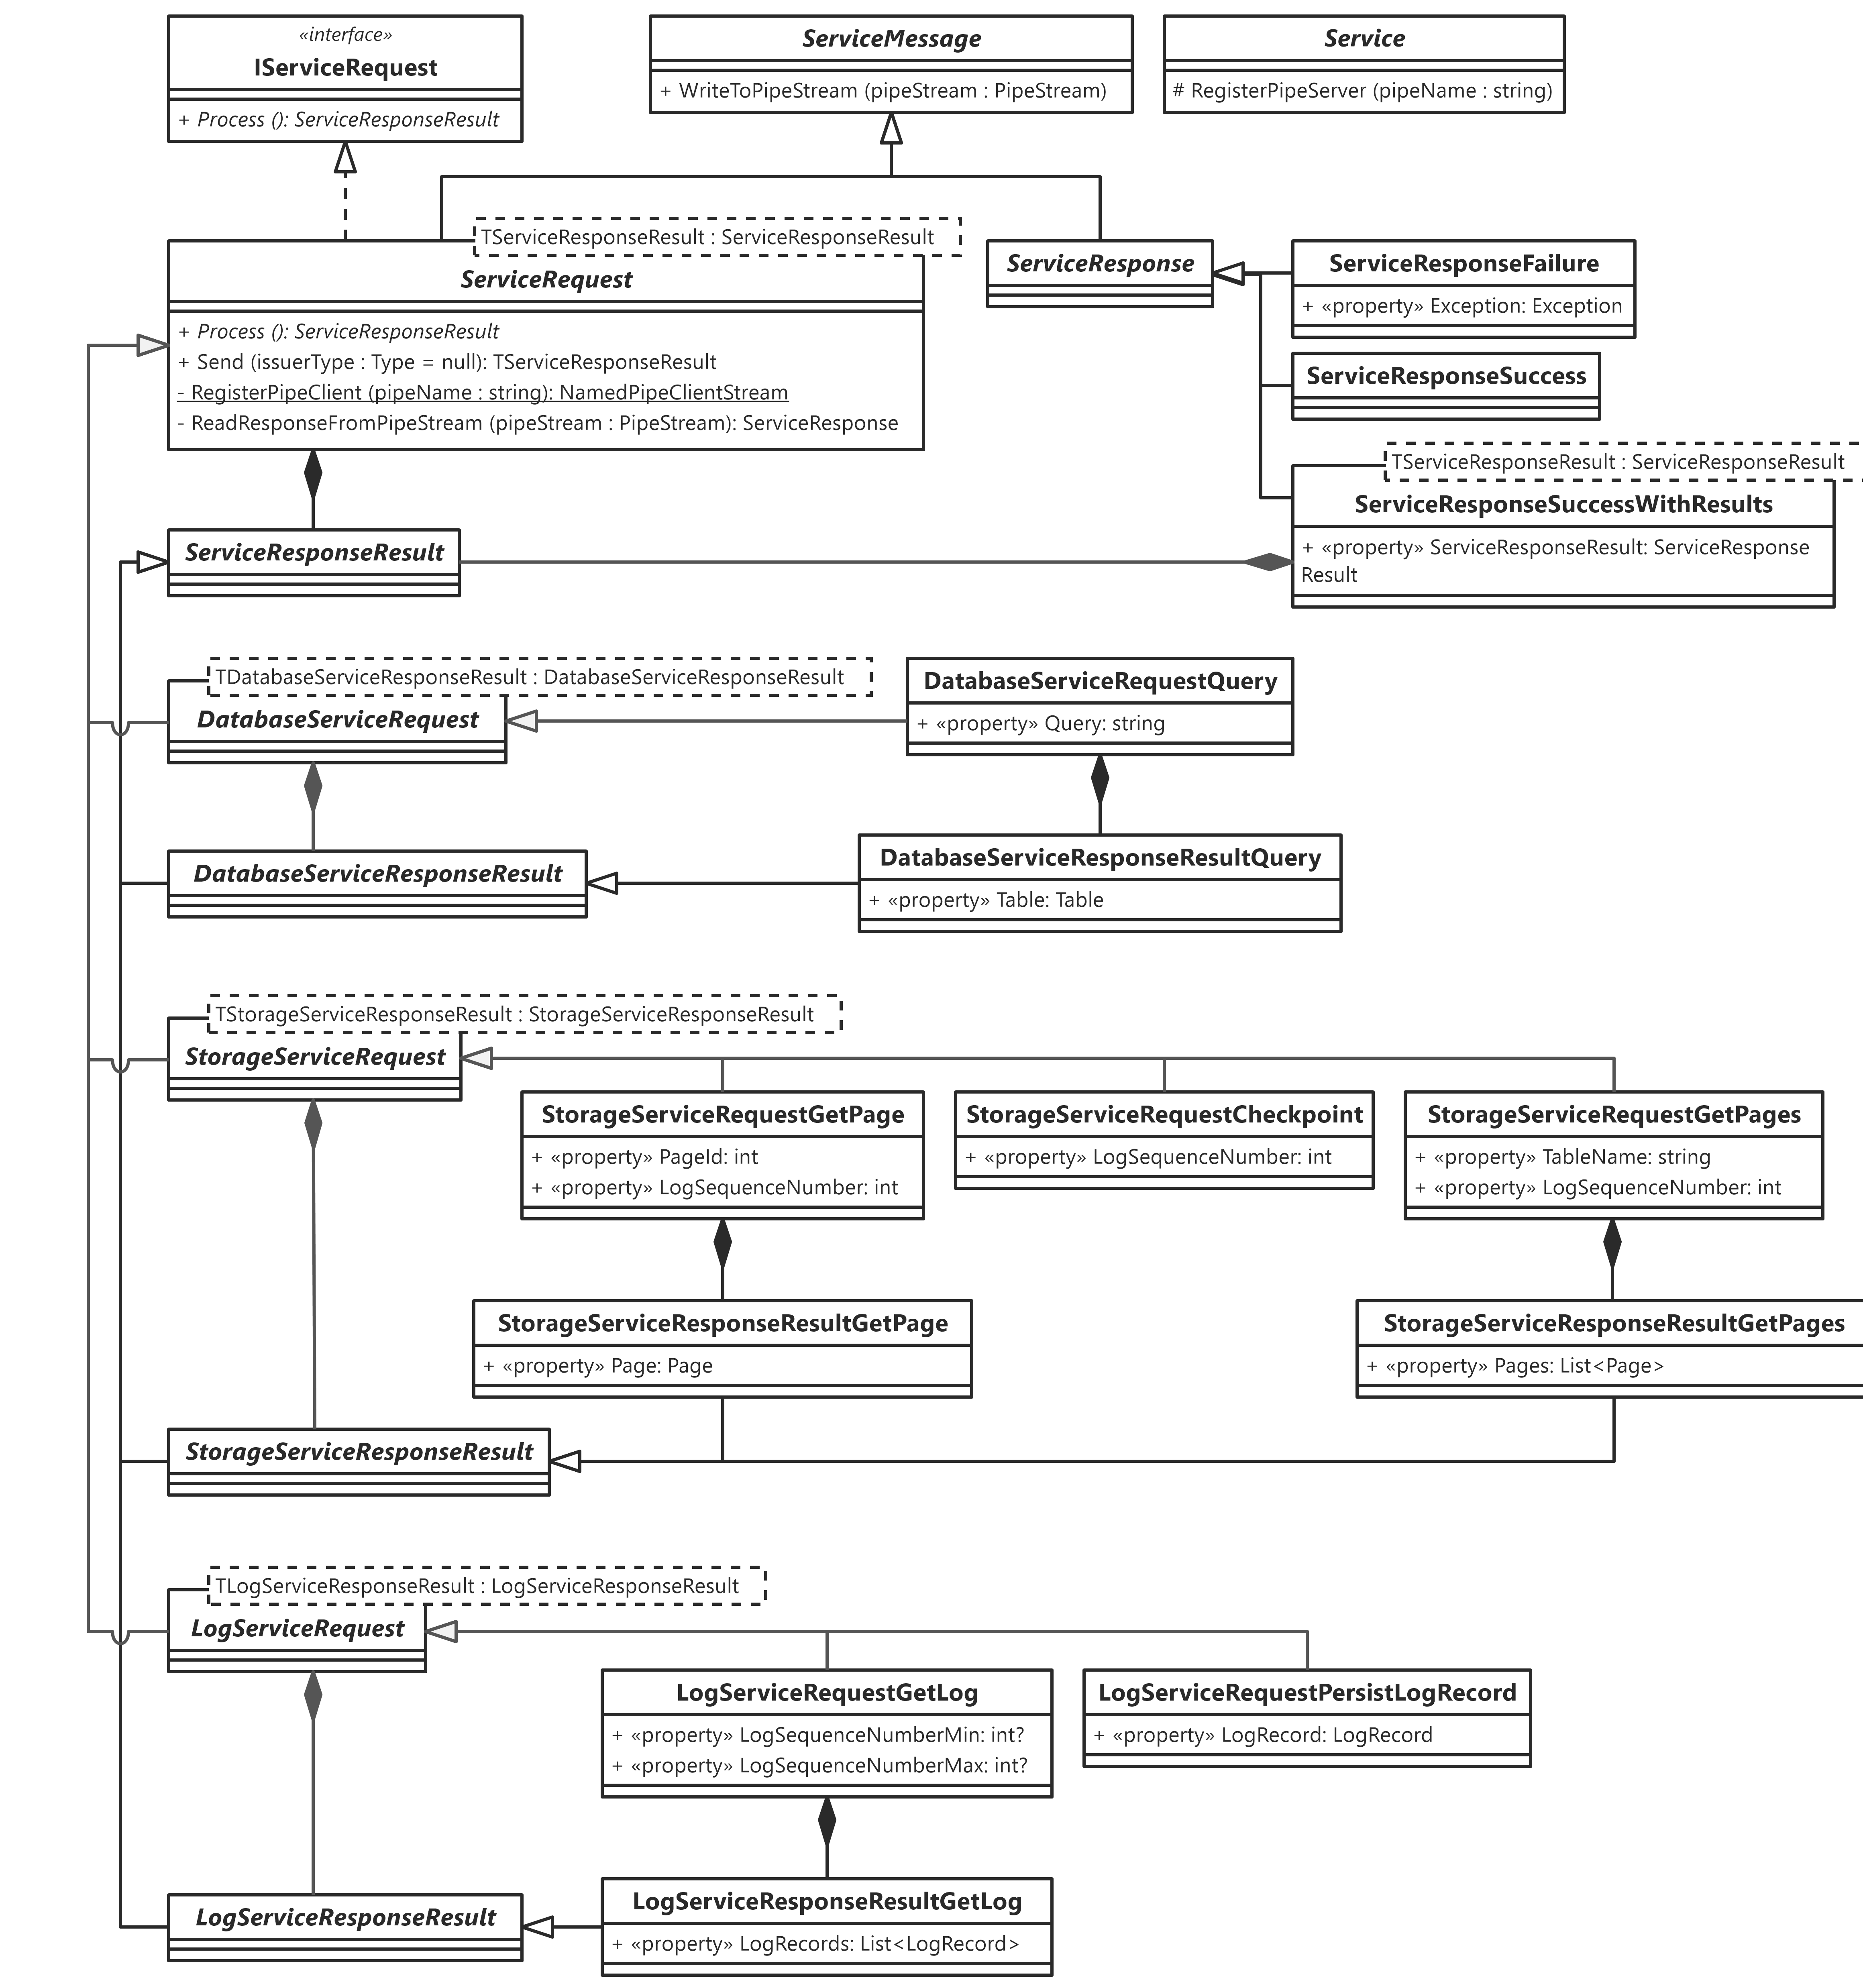 «interface»
IServiceRequest
+ Process (): ServiceResponseResult
ServiceMessage
+ WriteToPipeStream (pipeStream : PipeStream)
Service
# RegisterPipeServer (pipeName : string)
TServiceResponseResult : ServiceResponseResult
ServiceRequest
+ Process (): ServiceResponseResult
+ Send (issuerType : Type = null): TServiceResponseResult
- RegisterPipeClient (pipeName : string): NamedPipeClientStream
- ReadResponseFromPipeStream (pipeStream : PipeStream): ServiceResponse
ServiceResponse
ServiceResponseFailure
+ «property» Exception: Exception
ServiceResponseSuccess
TServiceResponseResult : ServiceResponseResult
ServiceResponseSuccessWithResults
+ «property» ServiceResponseResult: ServiceResponse
Result
ServiceResponseResult
TDatabaseServiceResponseResult : DatabaseServiceResponseResult
DatabaseServiceRequest
DatabaseServiceRequestQuery
+ «property» Query: string
DatabaseServiceResponseResult
DatabaseServiceResponseResultQuery
+ «property» Table: Table
TStorageServiceResponseResult : StorageServiceResponseResult
StorageServiceRequest
StorageServiceRequestGetPage
+ «property» PageId: int
+ «property» LogSequenceNumber: int
StorageServiceRequestCheckpoint
+ «property» LogSequenceNumber: int
StorageServiceRequestGetPages
+ «property» TableName: string
+ «property» LogSequenceNumber: int
StorageServiceResponseResultGetPage
+ «property» Page: Page
StorageServiceResponseResultGetPages
+ «property» Pages: List<Page>
StorageServiceResponseResult
TLogServiceResponseResult : LogServiceResponseResult
LogServiceRequest
LogServiceRequestGetLog
+ «property» LogSequenceNumberMin: int?
+ «property» LogSequenceNumberMax: int?
LogServiceRequestPersistLogRecord
+ «property» LogRecord: LogRecord
LogServiceResponseResult
LogServiceResponseResultGetLog
+ «property» LogRecords: List<LogRecord>